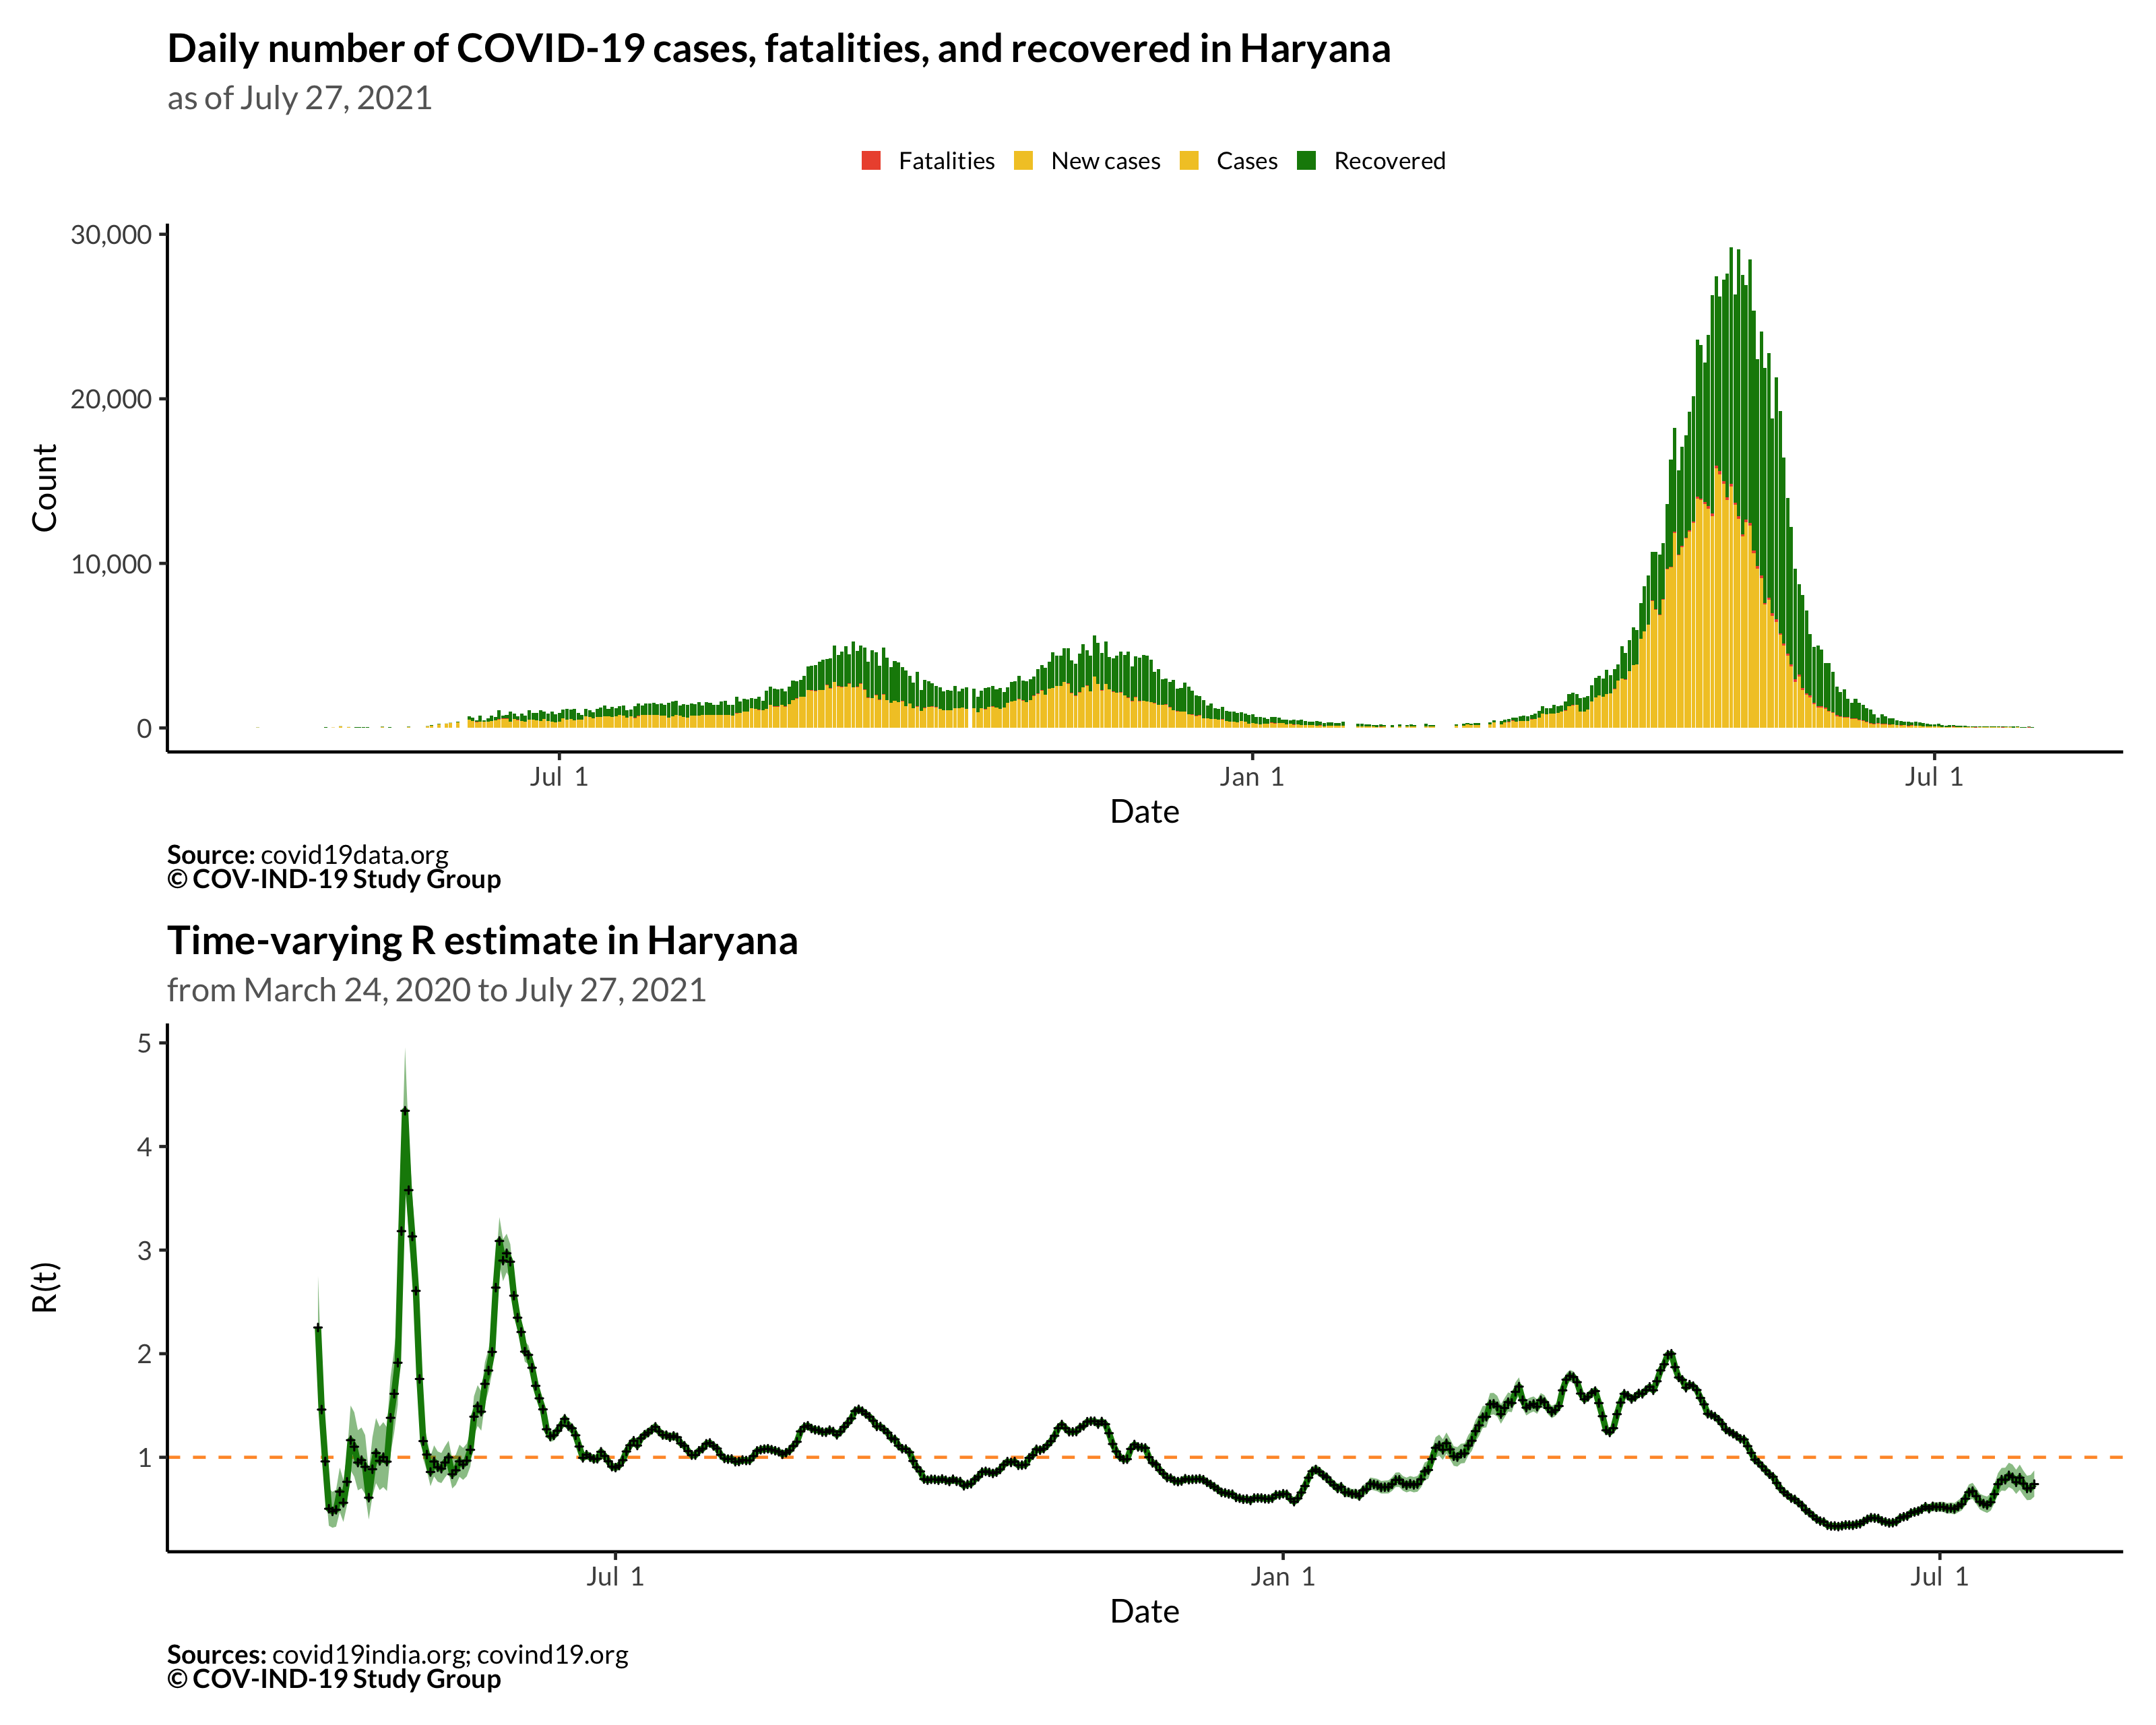 Daily number of COVID-19 cases, fatalities, and recovered in Haryana
as of July 27, 2021
Fatalities New cases Cases Recovered
30,000
20,000
10,000
0
Count
Jul 1 Jan 1 Jul 1
Date
Source: covid19data.org
© COV-IND-19 Study Group
Time-varying R estimate in Haryana
from March 24, 2020 to July 27, 2021
5
4
3
2
1
R(t)
Jul 1 Jan 1 Jul 1
Date
Sources: covid19india.org; covind19.org
© COV-IND-19 Study Group